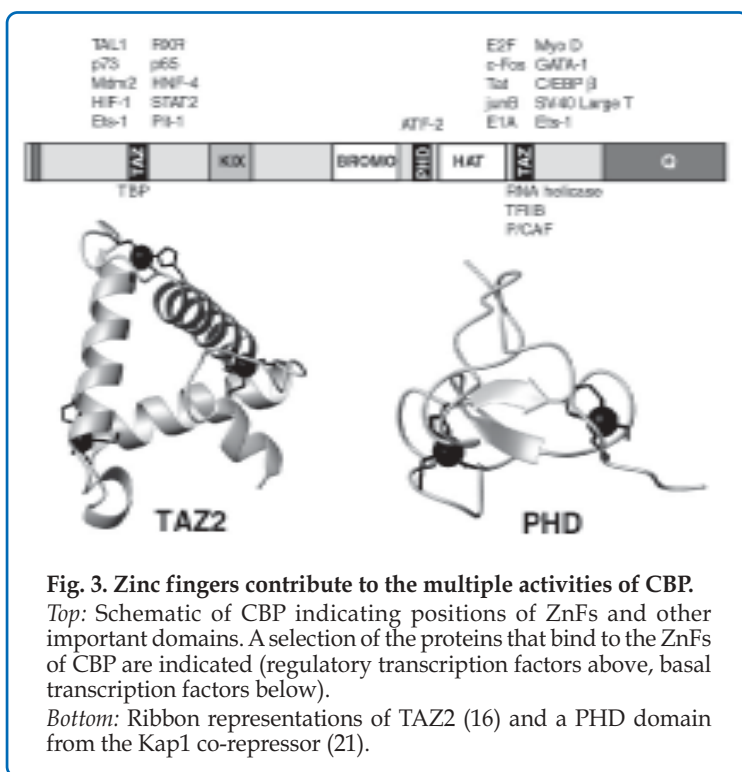 TAL1 RXR
p73 p65
Mdm2 HNF-4
HIF-1 STAT2
Ets-1 Pit-1
E2F Myo D
c-Fos GATA-1
Tat C/EBP β
junB SV40 Large T
E1A Ets-1
ATF-2
TAZ KIX BROMO PHD HAT TAZ Q
TBP
RNA helicase
TFIIB
P/CAF
TAZ2
PHD
Fig. 3. Zinc fingers contribute to the multiple activities of CBP.
Top: Schematic of CBP indicating positions of ZnFs and other
important domains. A selection of the proteins that bind to the ZnFs
of CBP are indicated (regulatory transcription factors above, basal
transcription factors below).
Bottom: Ribbon representations of TAZ2 (16) and a PHD domain
from the Kap1 co-repressor (21).